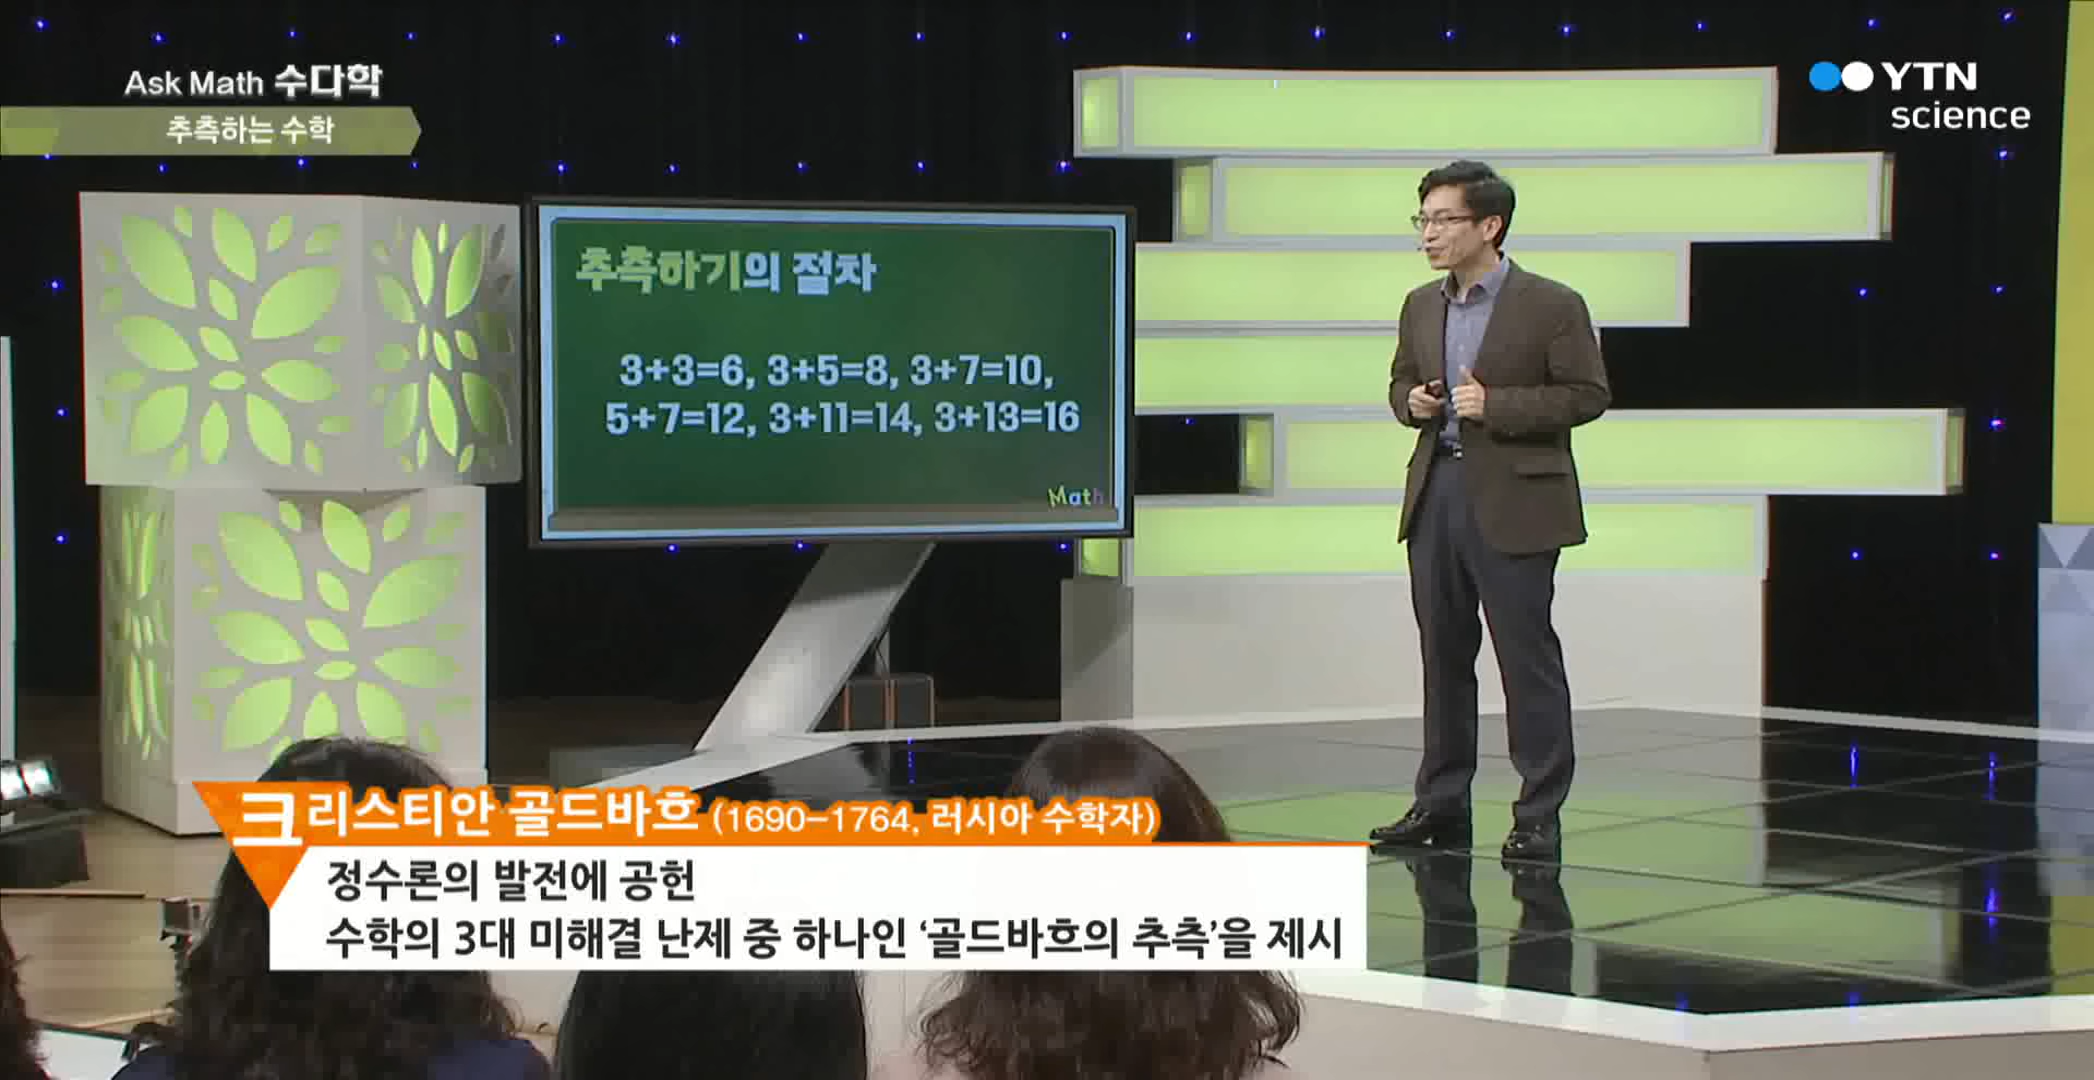 Ask Math 수다학
추측하는 수학
YTN
science
추측하기의 절차
3+3=6, 3+5=8, 3+7=10,
5+7=12, 3+11=14, 3+13=16
Math
크리스티안 골드바흐 (1690-1764, 러시아 수학자)
정수론의 발전에 공헌
수학의 3대 미해결 난제 중 하나인 ‘골드바흐의 추측’을 제시